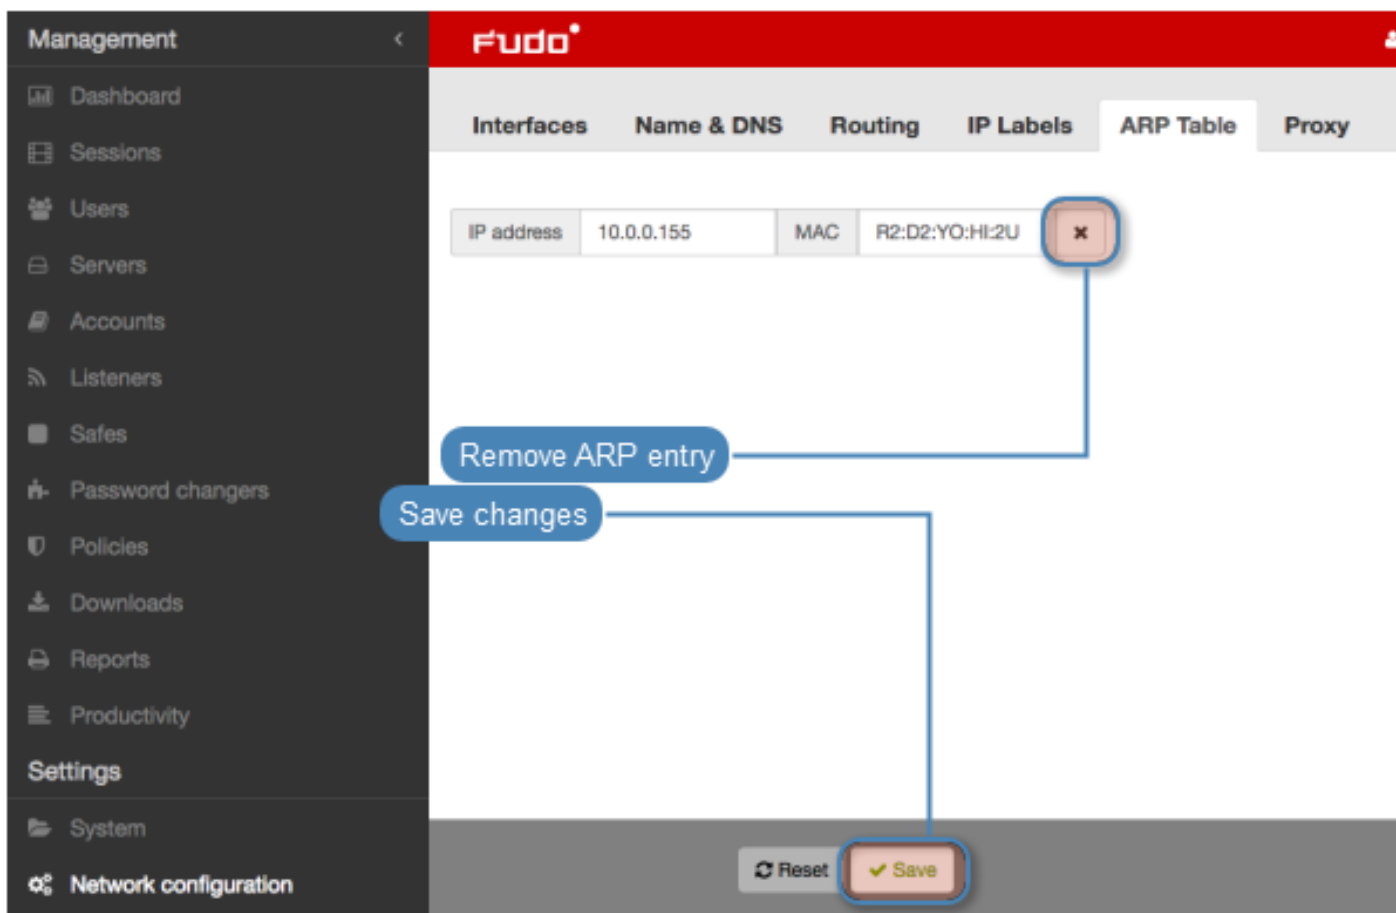 Management
Fudo
Dashboard
Interfaces Name & DNS Routing IP Labels ARP Table Proxy
Sessions
Users
IP address 10.0.0.155 MAC R2:D2:YO:HI:2U
Servers
Accounts
Listeners
Safes
Remove ARP entry
Password changers
Save changes
Policies
Downloads
Reports
Productivity
Settings
System
Reset Save
Network configuration